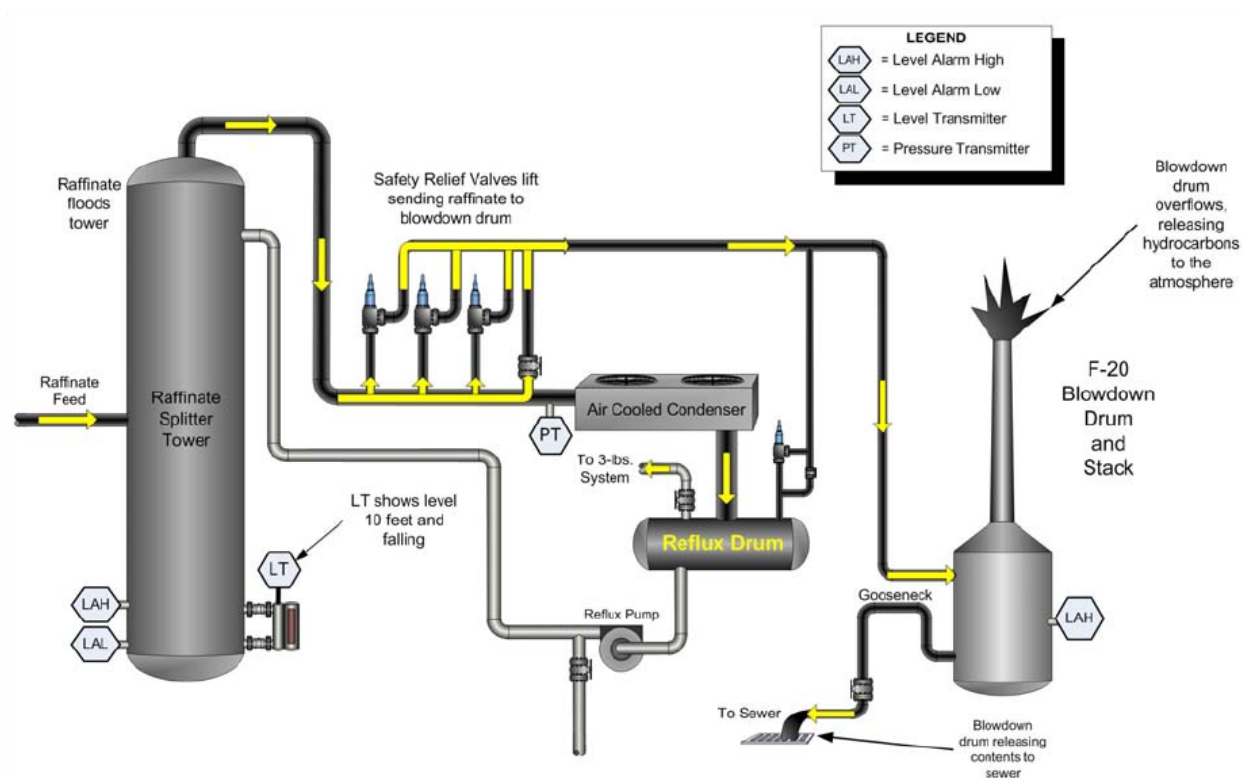 LEGEND
LAH = Level Alarm High
LAL = Level Alarm Low
LT = Level Transmitter
PT = Pressure Transmitter
Raffinate
floods
tower
Safety Relief Valves lift
sending raffinate to
blowdown drum
Blowdown
drum
overflows,
releasing
hydrocarbons
to the
atmosphere
Raffinate
Feed
Raffinate
Splitter
Tower
Air Cooled Condenser
PT
F-20
Blowdown
Drum
and
Stack
To 3-lbs.
System
LT shows level
10 feet and
falling
Reflux Drum
LT
LAH
LAL
Reflux Pump
Gooseneck
LAH
To Sewer
Blowdown
drum releasing
contents to
sewer